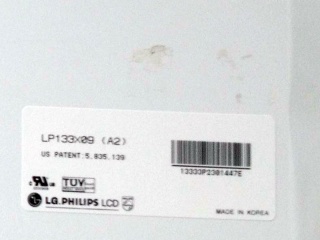 LP133X09 (A2)
US PATENT:5,835,139
13333P2381447E
TÜV
LG.PHILIPS LCD
MADE IN KOREA